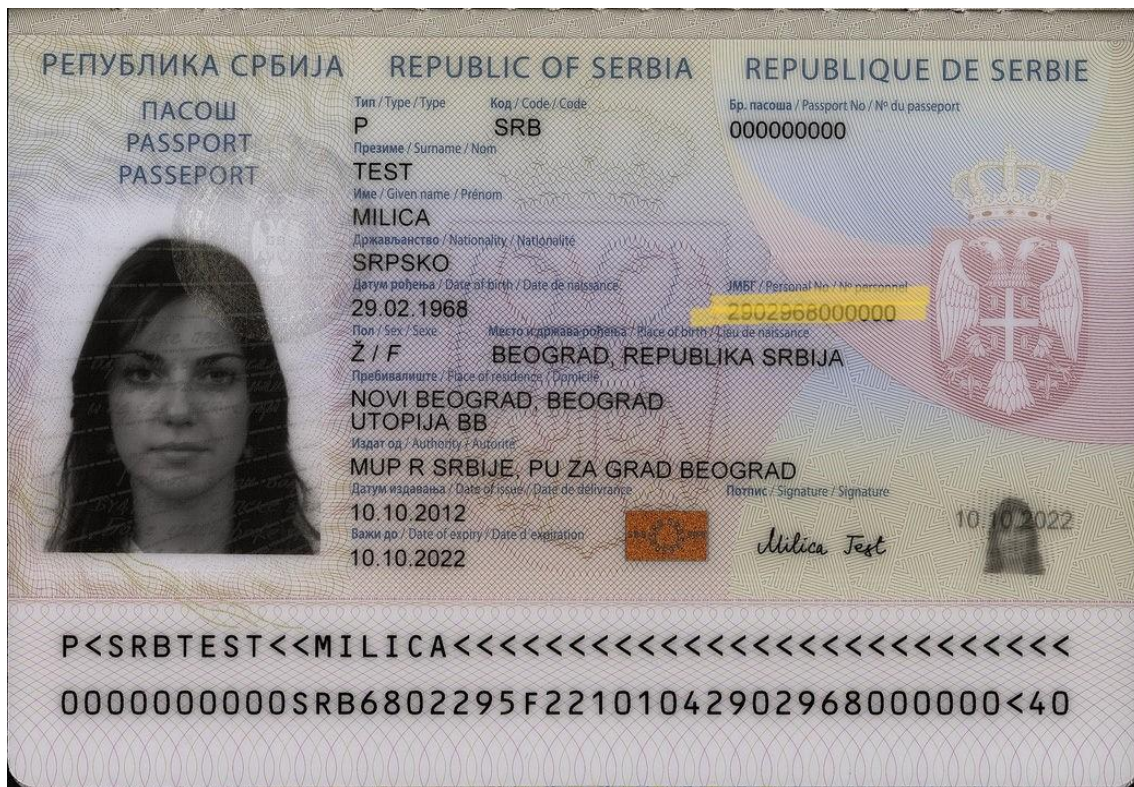 РЕПУБЛИКА СРБИЈА REPUBLIC OF SERBIA REPUBLIQUE DE SERBIE
ПАСОШ
PASSPORT
PASSEPORT
Тип / Type / Type Код / Code / Code Бр. пасоша / Passport No / Nº du passeport
P SRB 000000000
Презиме / Surname / Nom
TEST
Име / Given name / Prénom
MILICA
Држављанство / Nationality / Nationalité
SRPSKO
Датум рођења / Date of birth / Date de naissance ЈМБГ / Personal No / Nº personnel
29.02.1968 2902968000000
Пол / Sex / Sexe Место и држава рођења / Place of birth / Lieu de naissance
Ž / F BEOGRAD, REPUBLIKA SRBIJA
Пребивалиште / Place of residence / Domicile
NOVI BEOGRAD, BEOGRAD
UTOPIJA BB
Издат од / Authority / Autorité
MUP R SRBIJE, PU ZA GRAD BEOGRAD
Датум издавања / Date of issue / Date de délivrance Потпис / Signature / Signature
10.10.2012 10.10.2022
Важи до / Date of expiry / Date d'expiration Milica Test
10.10.2022
P<SRBTEST<<MILICA<<<<<<<<<<<<<<<<<<<<<<<<<<<
0000000000SRB6802295F22101042902968000000<40